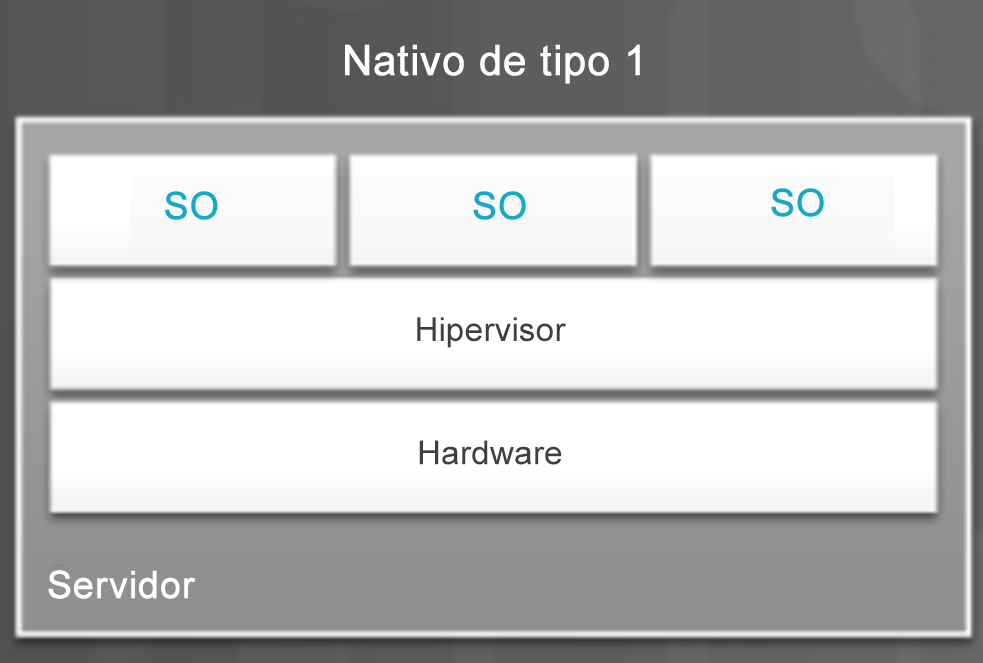 Nativo de tipo 1
SO
SO
SO
Hipervisor
Hardware
Servidor